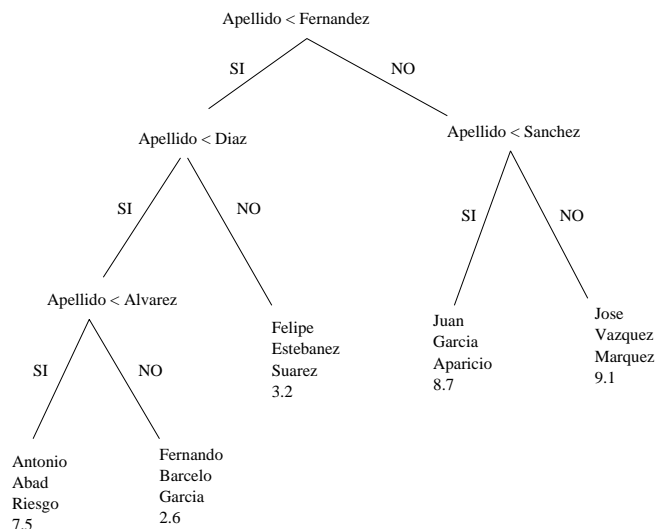 Apellido < Fernandez
SI
NO
Apellido < Diaz
Apellido < Sanchez
SI
NO
SI
NO
Apellido < Alvarez
Felipe
Estebanez
Suarez
3.2
Juan
Garcia
Aparicio
8.7
Jose
Vazquez
Marquez
9.1
SI
NO
Antonio
Abad
Riesgo
7.5
Fernando
Barcelo
Garcia
2.6